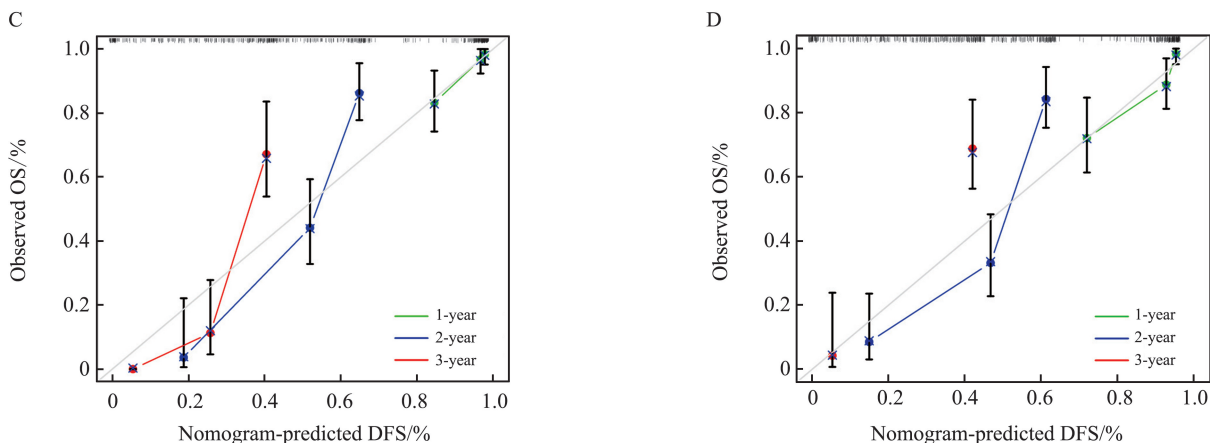 C
1.0
0.8
0.6
0.4
0.2
0
Observed OS/%
1-year
2-year
3-year
0 0.2 0.4 0.6 0.8 1.0
Nomogram-predicted DFS/%
D
1.0
0.8
0.6
0.4
0.2
0
Observed OS/%
1-year
2-year
3-year
0 0.2 0.4 0.6 0.8 1.0
Nomogram-predicted DFS/%